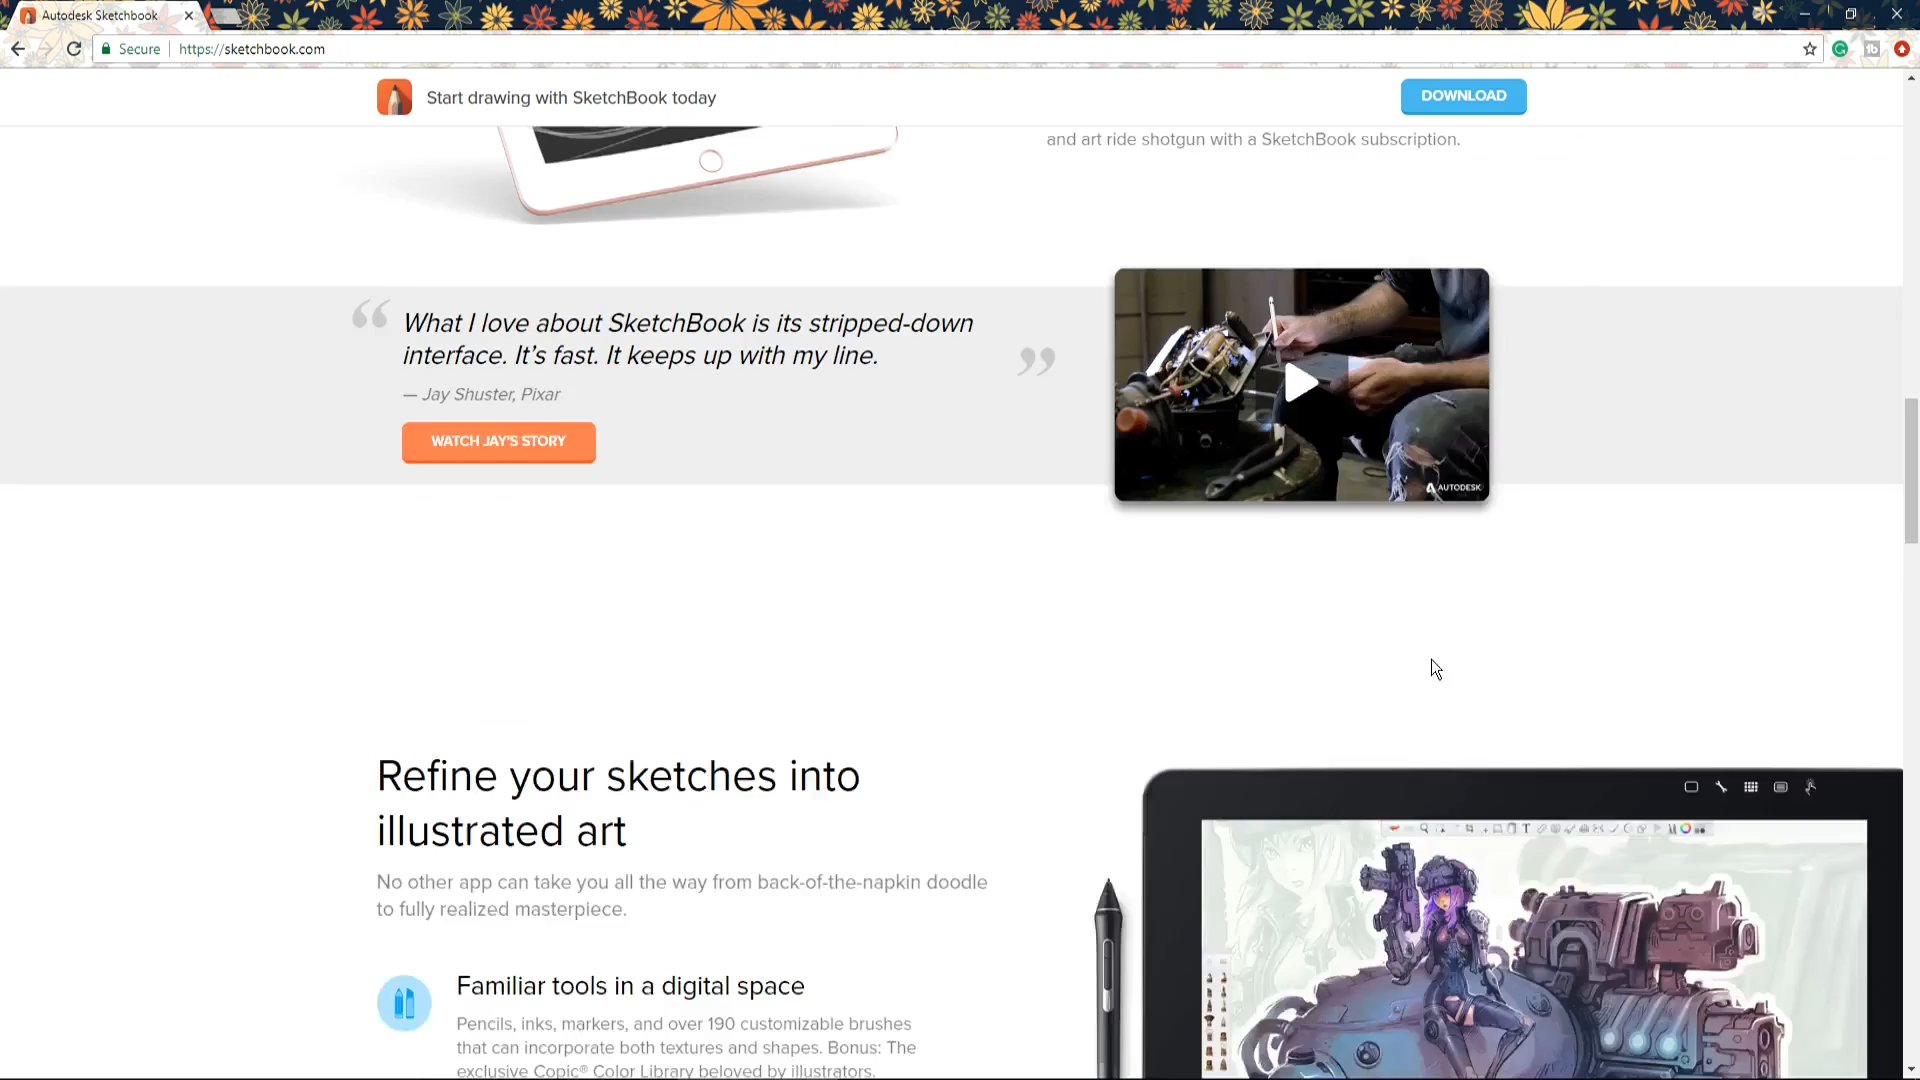 Autodesk Sketchbook
Secure
https://sketchbook.com
Start drawing with SketchBook today
DOWNLOAD
and art ride shotgun with a SketchBook subscription.
“ What I love about SketchBook is its stripped-down
interface. It’s fast. It keeps up with my line. ”
— Jay Shuster, Pixar
WATCH JAY'S STORY
AUTODESK
Refine your sketches into
illustrated art
No other app can take you all the way from back-of-the-napkin doodle
to fully realized masterpiece.
Familiar tools in a digital space
Pencils, inks, markers, and over 190 customizable brushes
that can incorporate both textures and shapes. Bonus: The
exclusive Copic® Color Library beloved by illustrators.